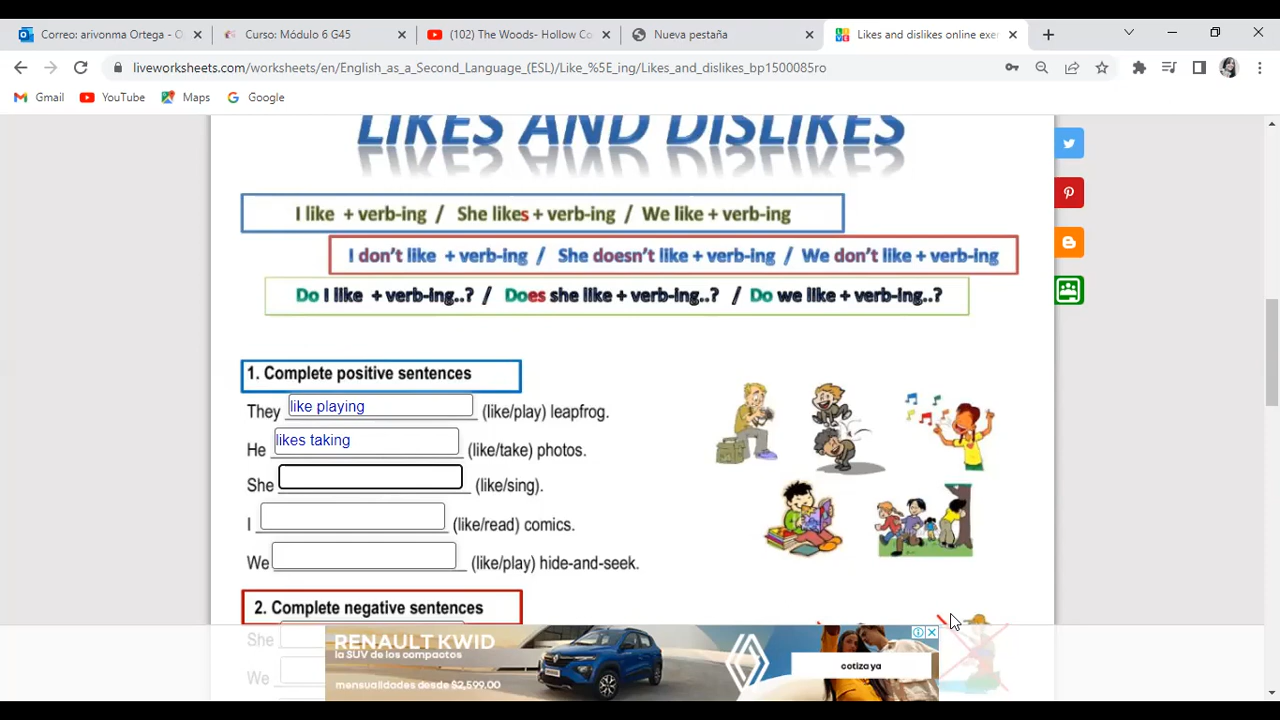 Correo: arivonma Ortega - O
Curso: Módulo 6 G45
(102) The Woods- Hollow Co
Nueva pestaña
Likes and dislikes online exer
liveworksheets.com/worksheets/en/English_as_a_Second_Language_(ESL)/Like_%5E_ing/Likes_and_dislikes_bp1500085ro
Gmail YouTube Maps Google
LIKES AND DISLIKES
I like + verb-ing / She likes + verb-ing / We like + verb-ing
I don't like + verb-ing / She doesn't like + verb-ing / We don't like + verb-ing
Do I like + verb-ing..? / Does she like + verb-ing..? / Do we like + verb-ing..?
1. Complete positive sentences
They like playing (like/play) leapfrog.
He likes taking (like/take) photos.
She (like/sing).
I (like/read) comics.
We (like/play) hide-and-seek.
2. Complete negative sentences
She
We
RENAULT KWID
la SUV de los compactos
mensualidades desde $2,599.00
cotiza ya